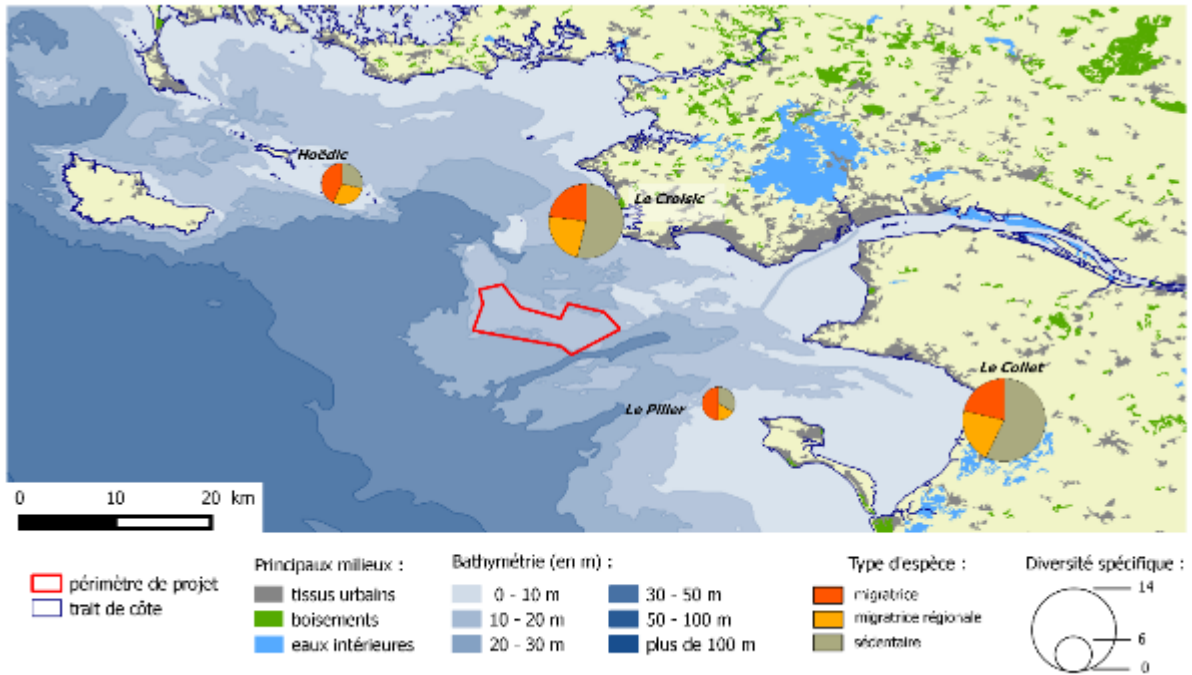 Hoëdic
Le Croisic
Le Collet
Le Pilier
0 10 20 km
périmètre de projet
trait de côte
Principaux milieux :
tissus urbains
boisements
eaux intérieures
Bathymétrie (en m) :
0 - 10 m
10 - 20 m
20 - 30 m
30 - 50 m
50 - 100 m
plus de 100 m
Type d'espèce :
migratrice
migratrice régionale
sédentaire
Diversité spécifique :
14
6
0